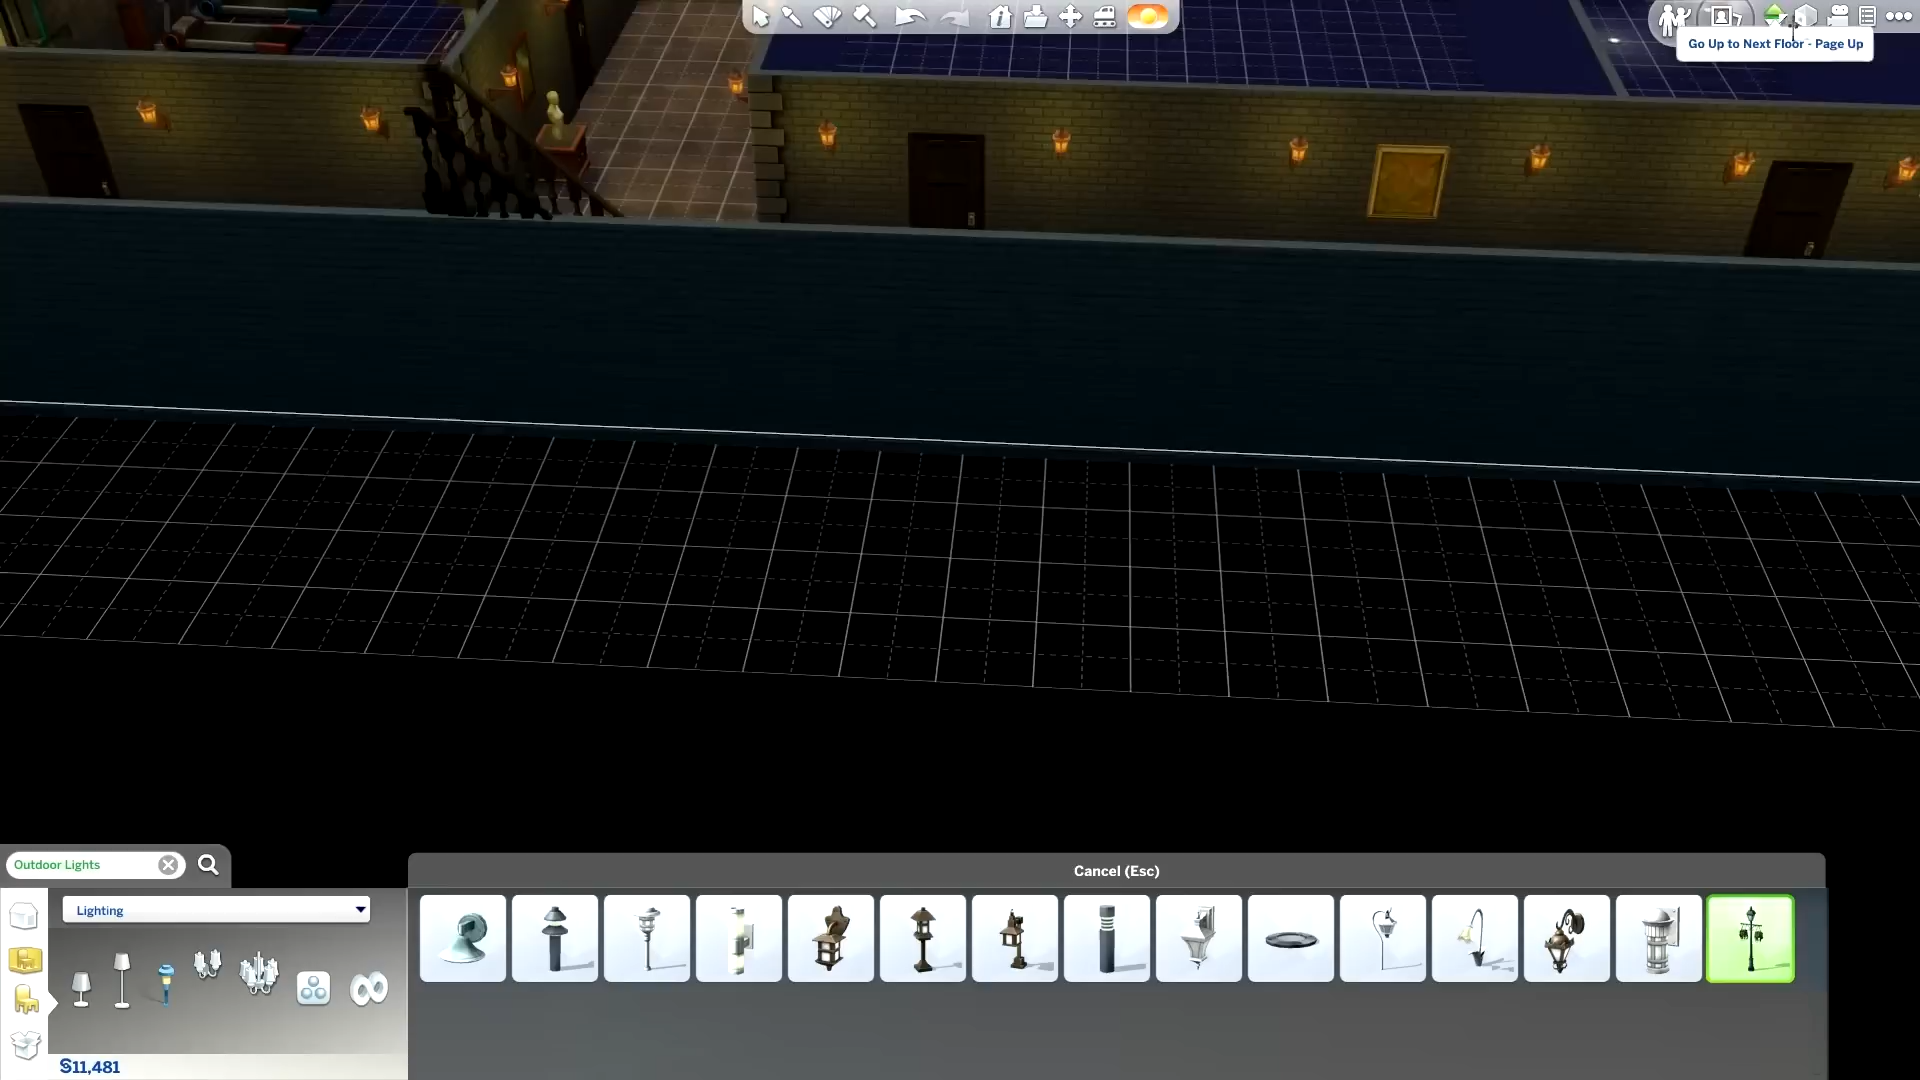 Go Up to Next Floor - Page Up
Outdoor Lights
Cancel (Esc)
Lighting
§11,481